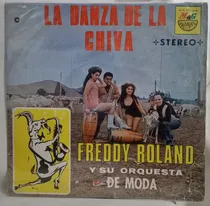 LA DANZA DE LA
CHIVA
STEREO
FREDDY ROLAND
Y SU ORQUESTA
DE MODA